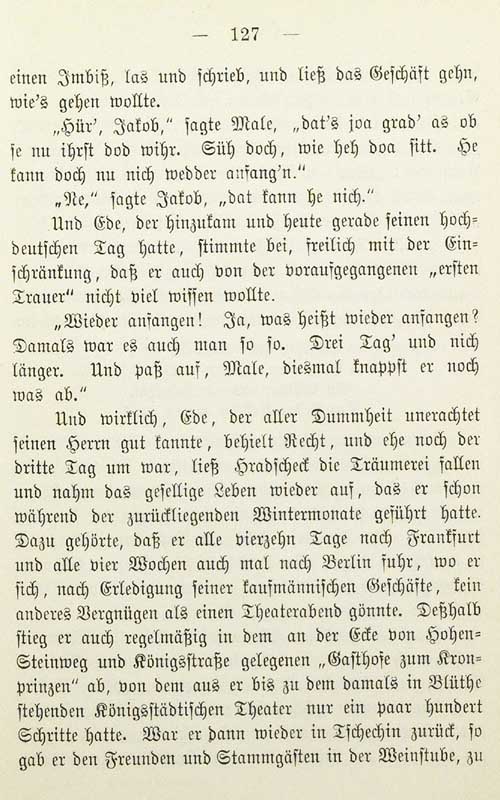 — 127 —
einen Imbiß, las und schrieb, und ließ das Geschäft gehn,
wie's gehen wollte.
„Hür', Jakob,“ sagte Male, „dat's joa grad' as ob
se nu ihrst dod wihr. Süh doch, wie heh doa sitt. He
kann doch nu nich wedder anfang'n.“
„Ne,“ sagte Jakob, „dat kann he nich.“
Und Ede, der hinzukam und heute gerade seinen hoch-
deutschen Tag hatte, stimmte bei, freilich mit der Ein-
schränkung, daß er auch von der voraufgegangenen „ersten
Trauer“ nicht viel wissen wollte.
„Wieder anfangen! Ja, was heißt wieder anfangen?
Damals war es auch man so so. Drei Tag' und nich
länger. Und paß auf, Male, diesmal knappst er noch
was ab.“
Und wirklich, Ede, der aller Dummheit unerachtet
seinen Herrn gut kannte, behielt Recht, und ehe noch der
dritte Tag um war, ließ Hradscheck die Träumerei fallen
und nahm das gesellige Leben wieder auf, das er schon
während der zurückliegenden Wintermonate geführt hatte.
Dazu gehörte, daß er alle vierzehn Tage nach Frankfurt
und alle vier Wochen auch mal nach Berlin fuhr, wo er
sich, nach Erledigung seiner kaufmännischen Geschäfte, kein
anderes Vergnügen als einen Theaterabend gönnte. Deßhalb
stieg er auch regelmäßig in dem an der Ecke von Hohen-
Steinweg und Königsstraße gelegenen „Gasthofe zum Kron-
prinzen“ ab, von dem aus er bis zu dem damals in Blüthe
stehenden Königsstädtischen Theater nur ein paar hundert
Schritte hatte. War er dann wieder in Tschechin zurück, so
gab er den Freunden und Stammgästen in der Weinstube, zu